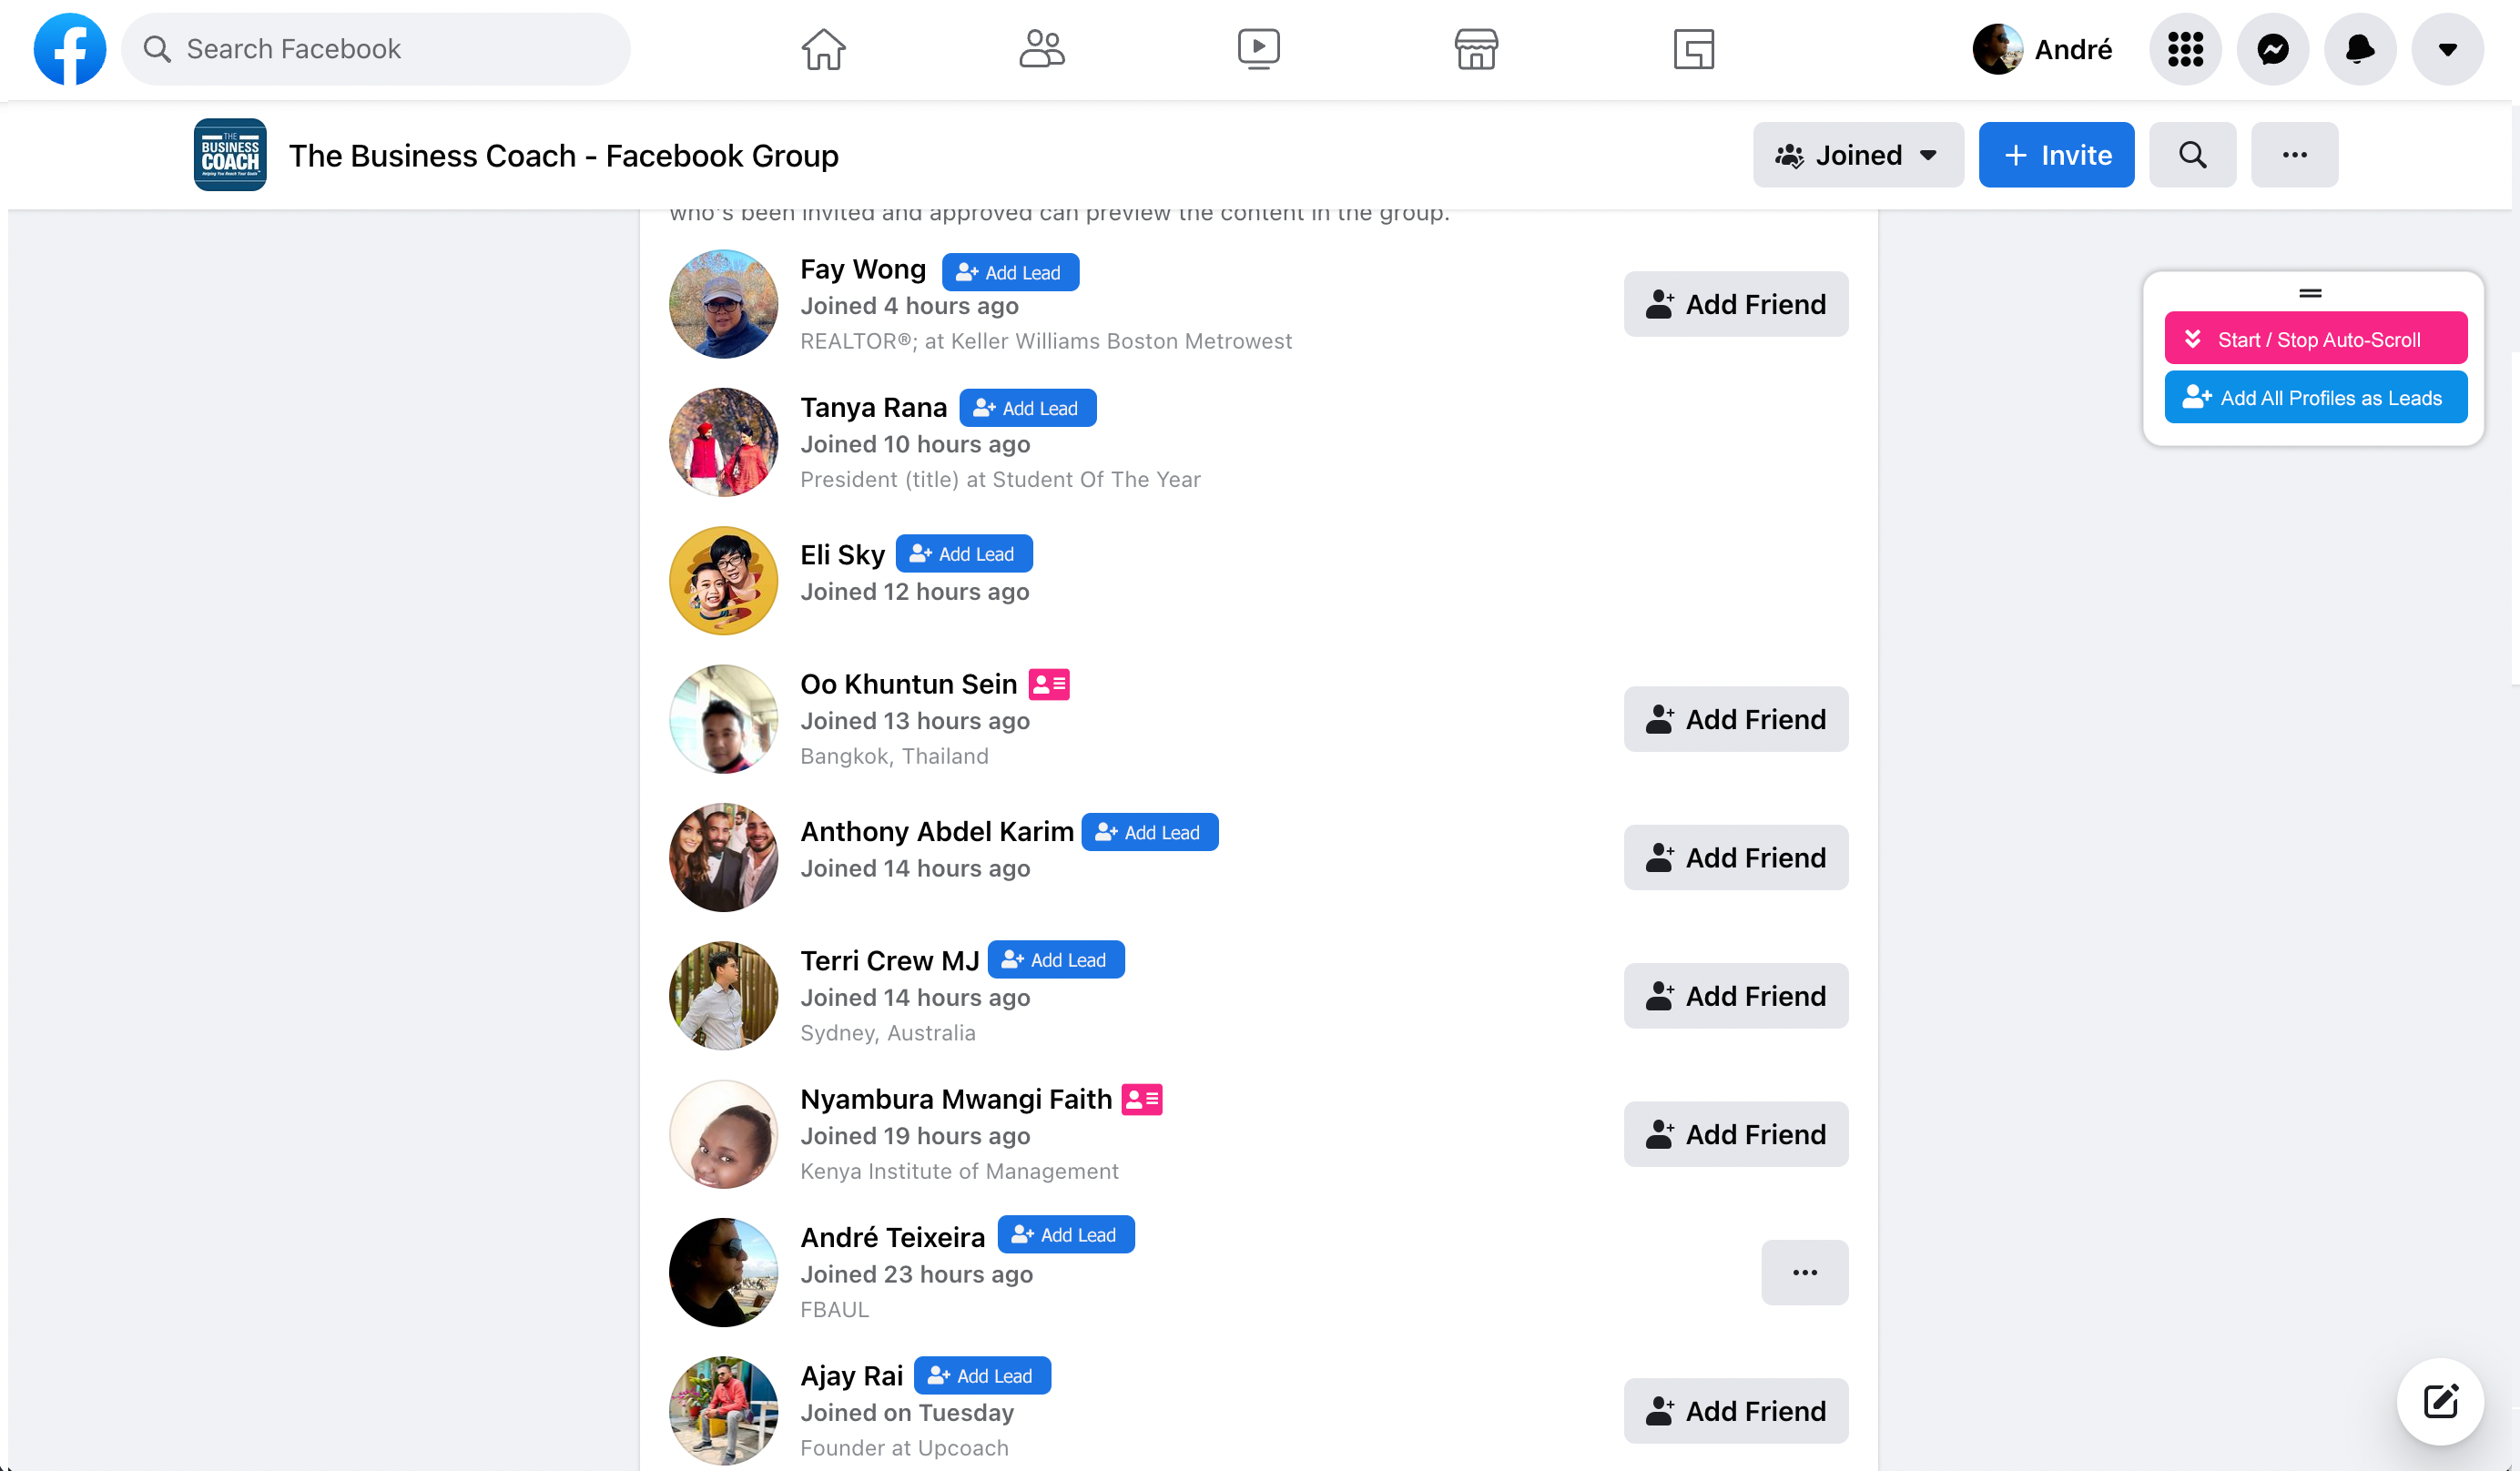 Search Facebook
André
THE
BUSINESS
COACH
Helping You Reach Your Goals
The Business Coach - Facebook Group
Joined
+ Invite
who's been invited and approved can preview the content in the group.
Fay Wong Add Lead
Joined 4 hours ago
REALTOR®; at Keller Williams Boston Metrowest
Add Friend
Start / Stop Auto-Scroll
Add All Profiles as Leads
Tanya Rana Add Lead
Joined 10 hours ago
President (title) at Student Of The Year
Eli Sky Add Lead
Joined 12 hours ago
Oo Khuntun Sein
Joined 13 hours ago
Bangkok, Thailand
Add Friend
Anthony Abdel Karim Add Lead
Joined 14 hours ago
Add Friend
Terri Crew MJ Add Lead
Joined 14 hours ago
Sydney, Australia
Add Friend
Nyambura Mwangi Faith
Joined 19 hours ago
Kenya Institute of Management
Add Friend
André Teixeira Add Lead
Joined 23 hours ago
FBAUL
Ajay Rai Add Lead
Joined on Tuesday
Founder at Upcoach
Add Friend